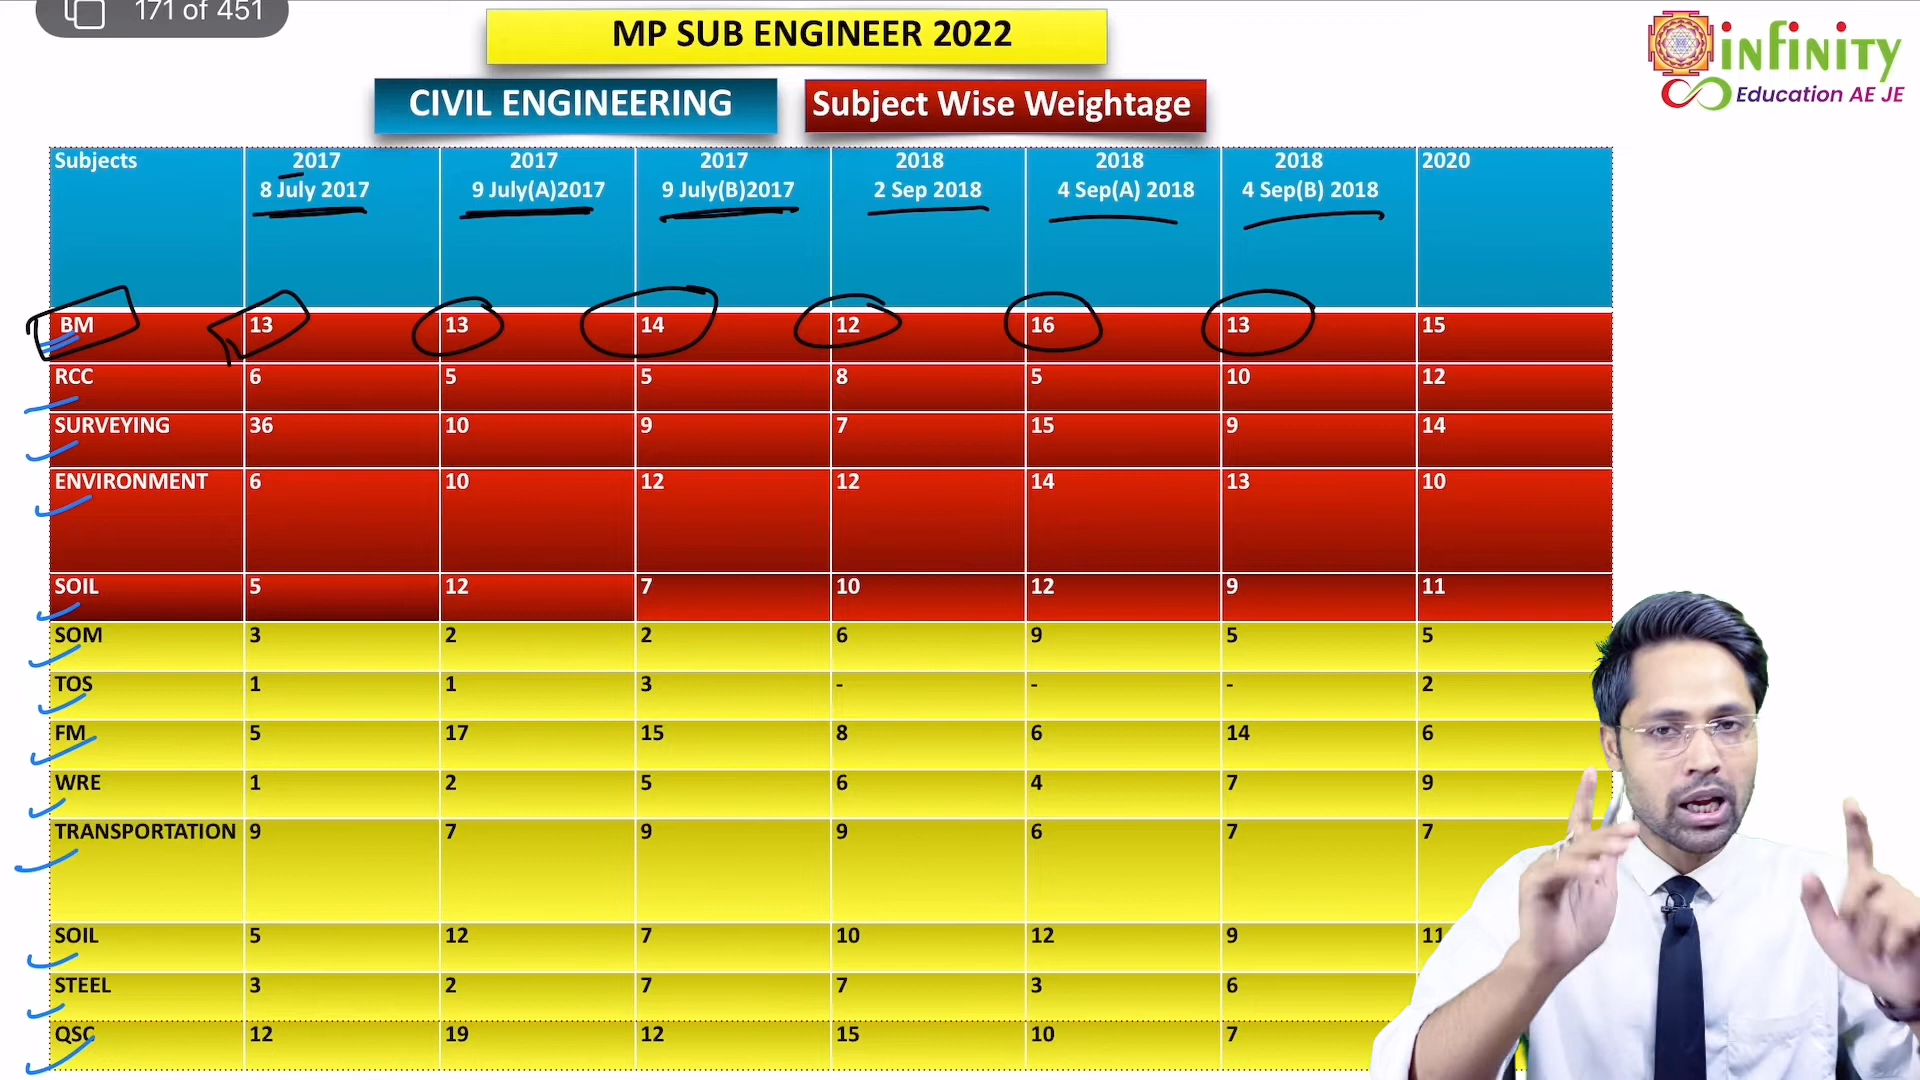 171 of 451
MP SUB ENGINEER 2022
infinity
Education AE JE
CIVIL ENGINEERING
Subject Wise Weightage
Subjects 2017 2017 2017 2018 2018 2018 2020
8 July 2017 9 July(A)2017 9 July(B)2017 2 Sep 2018 4 Sep(A) 2018 4 Sep(B) 2018
BM 13 13 14 12 16 13 15
RCC 6 5 5 8 5 10 12
SURVEYING 36 10 9 7 15 9 14
ENVIRONMENT 6 10 12 12 14 13 10
SOIL 5 12 7 10 12 9 11
SOM 3 2 2 6 9 5 5
TOS 1 1 3 - - - 2
FM 5 17 15 8 6 14 6
WRE 1 2 5 6 4 7 9
TRANSPORTATION 9 7 9 9 6 7 7
SOIL 5 12 7 10 12 9 11
STEEL 3 2 7 7 3 6
QSC 12 19 12 15 10 7